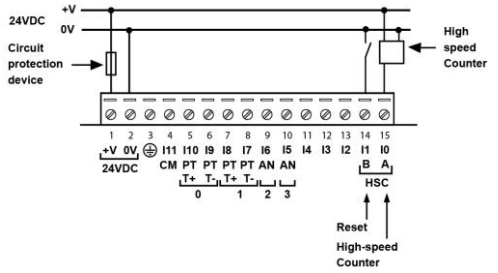 +V
24VDC
0V
Circuit protection device
High speed Counter
1 2 3 4 5 6 7 8 9 10 11 12 13 14 15
+V 0V I11 I10 I9 I8 I7 I6 I5 I4 I3 I2 I1 I0
24VDC CM PT PT PT PT AN AN B A
T+ T- T+ T- HSC
0 1 2 3
Reset
High-speed
Counter